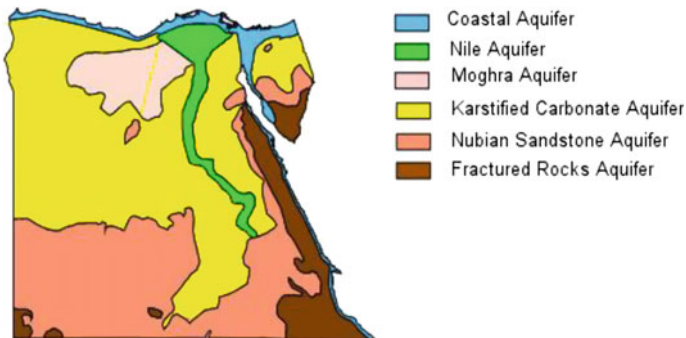 Coastal Aquifer
Nile Aquifer
Moghra Aquifer
Karstified Carbonate Aquifer
Nubian Sandstone Aquifer
Fractured Rocks Aquifer